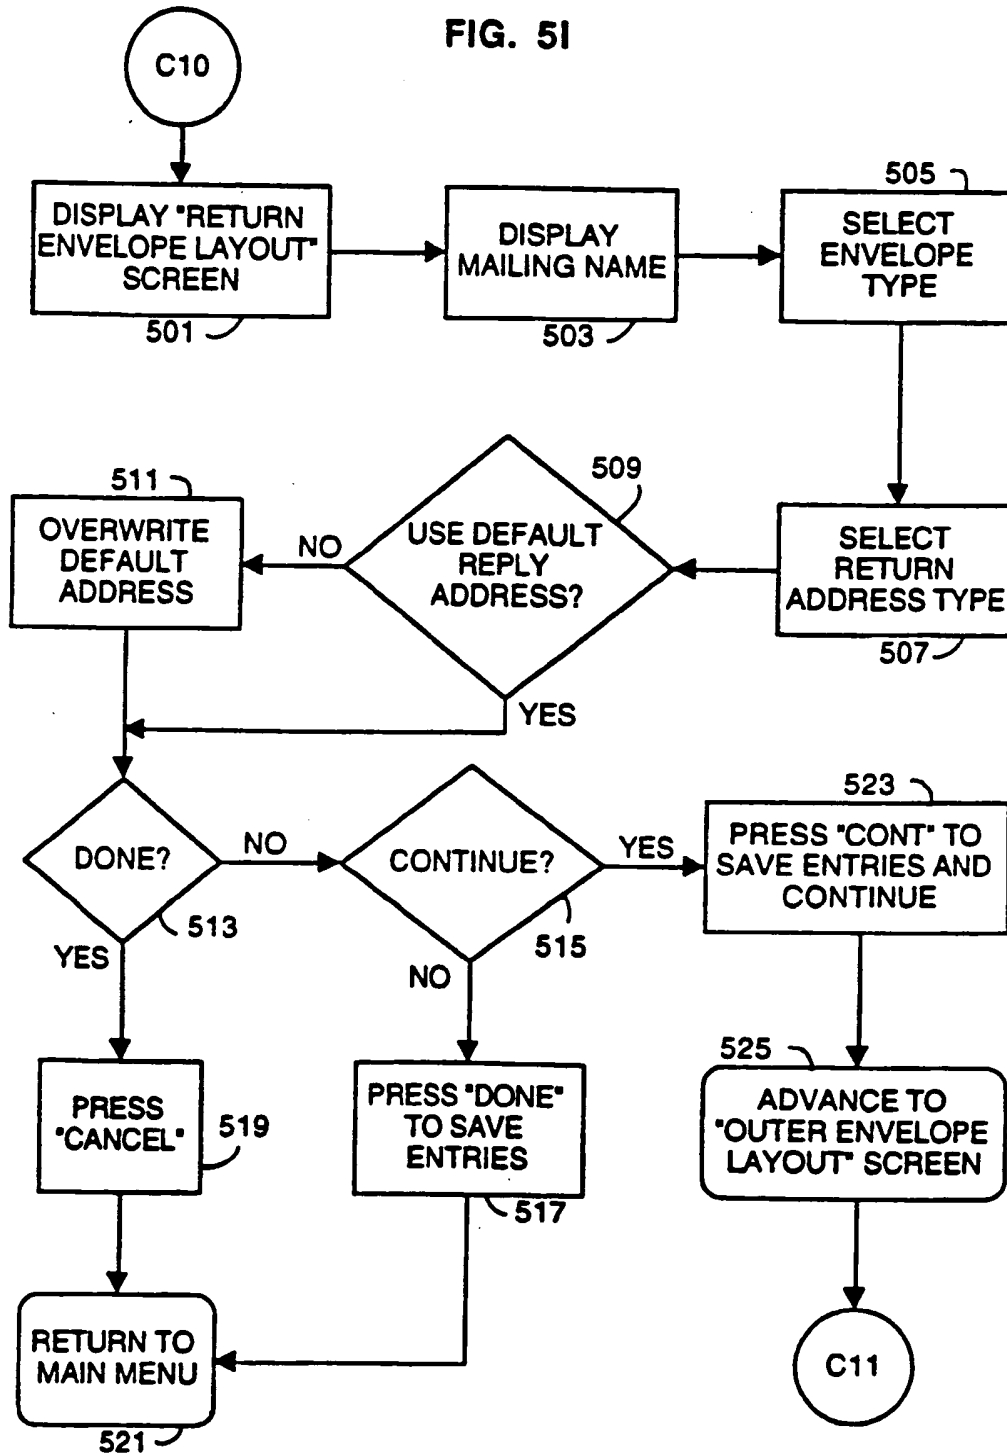 FIG. 5I
C10
DISPLAY "RETURN
ENVELOPE LAYOUT"
SCREEN
501
DISPLAY
MAILING NAME
503
505
SELECT
ENVELOPE
TYPE
SELECT
RETURN
ADDRESS TYPE
507
509
USE DEFAULT
REPLY
ADDRESS?
NO
YES
511
OVERWRITE
DEFAULT
ADDRESS
DONE?
513
NO
YES
CONTINUE?
515
YES
NO
523
PRESS "CONT" TO
SAVE ENTRIES AND
CONTINUE
PRESS
"CANCEL"
519
PRESS "DONE"
TO SAVE
ENTRIES
517
525
ADVANCE TO
"OUTER ENVELOPE
LAYOUT" SCREEN
RETURN TO
MAIN MENU
521
C11